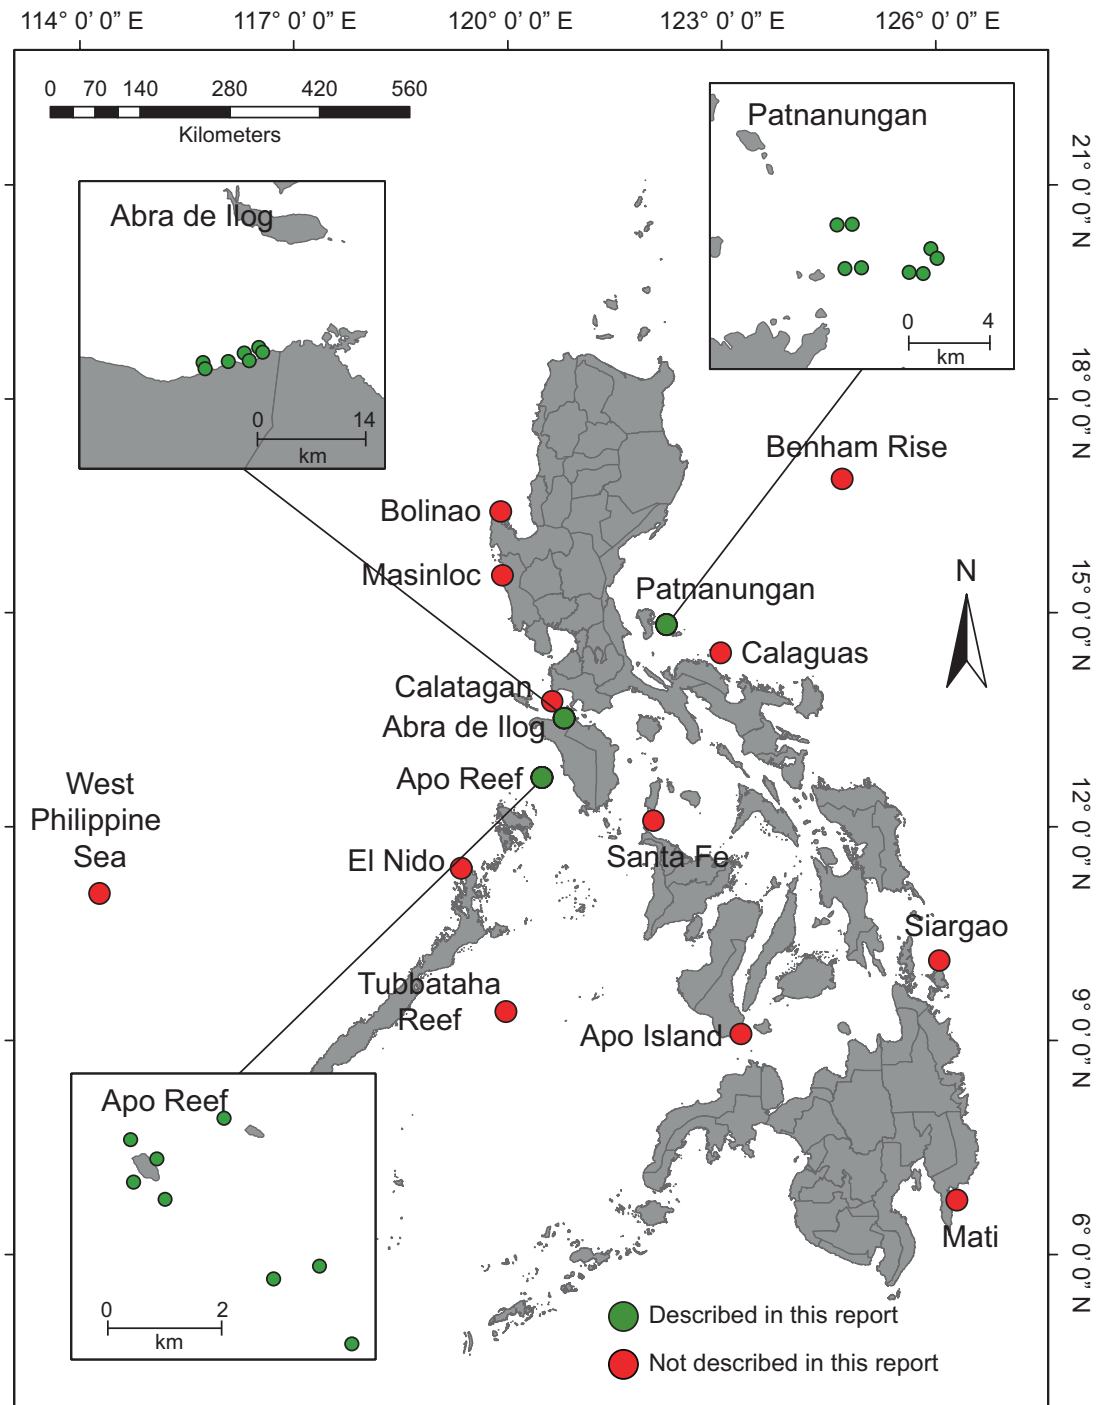 114° 0’ 0” E
117° 0’ 0” E
120° 0’ 0” E
123° 0’ 0” E
126° 0’ 0” E
0 70 140 280 420 560
Kilometers
Patnanungan
0 4
km
21° 0’ 0” N
Abra de Ilog
0 14
km
18° 0’ 0” N
Benham Rise
Bolinao
Masinloc
Patnanungan
N
15° 0’ 0” N
Calaguas
Calatagan
Abra de Ilog
Apo Reef
West
Philippine
Sea
12° 0’ 0” N
Santa Fe
El Nido
Siargao
Tubbataha
Reef
Apo Island
9° 0’ 0” N
Apo Reef
0 2
km
Mati
6° 0’ 0” N
Described in this report
Not described in this report